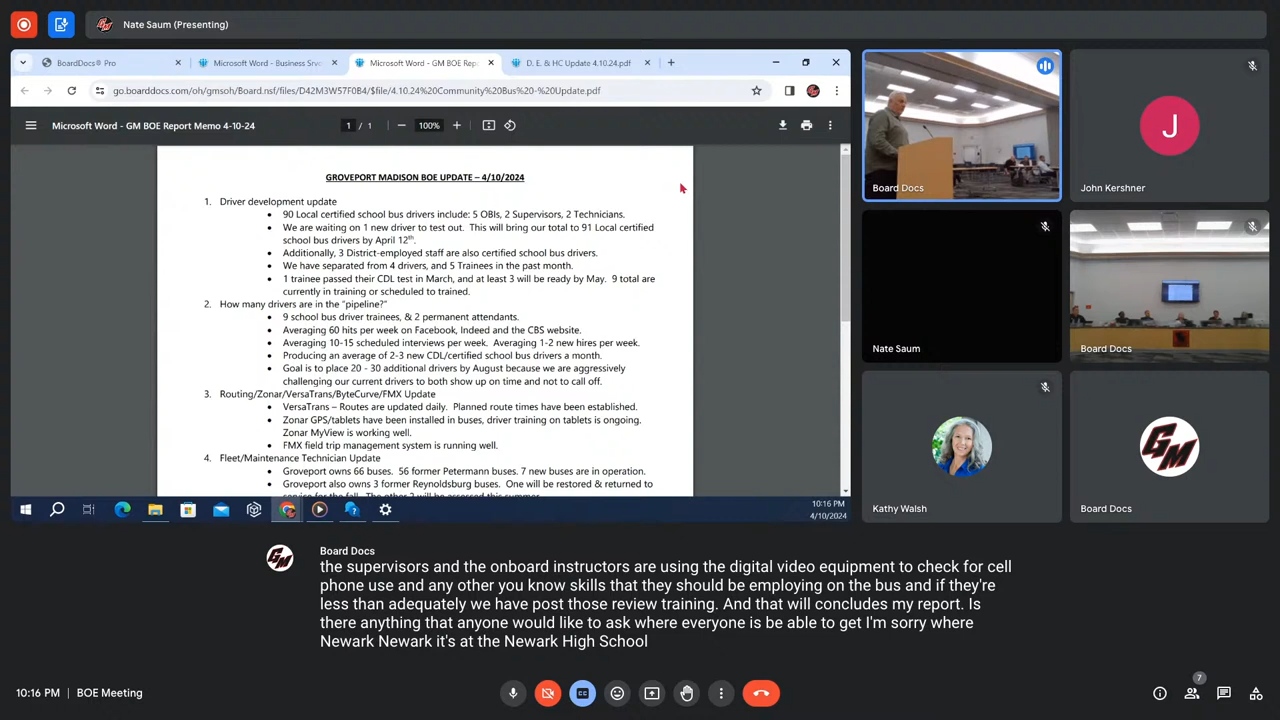 Nate Saum (Presenting)
BoardDocs® Pro
Microsoft Word - Business Srvc
Microsoft Word - GM BOE Repo
D. E. & HC Update 4.10.24.pdf
go.boarddocs.com/oh/gmsoh/Board.nsf/files/D42M3W57F0B4/$file/4.10.24%20Community%20Bus%20-%20Update.pdf
Microsoft Word - GM BOE Report Memo 4-10-24
1 / 1
100%
GROVEPORT MADISON BOE UPDATE – 4/10/2024
1. Driver development update
• 90 Local certified school bus drivers include: 5 OBIs, 2 Supervisors, 2 Technicians.
• We are waiting on 1 new driver to test out. This will bring our total to 91 Local certified
school bus drivers by April 12th.
• Additionally, 3 District-employed staff are also certified school bus drivers.
• We have separated from 4 drivers, and 5 Trainees in the past month.
• 1 trainee passed their CDL test in March, and at least 3 will be ready by May. 9 total are
currently in training or scheduled to trained.
2. How many drivers are in the "pipeline?"
• 9 school bus driver trainees, & 2 permanent attendants.
• Averaging 60 hits per week on Facebook, Indeed and the CBS website.
• Averaging 10-15 scheduled interviews per week. Averaging 1-2 new hires per week.
• Producing an average of 2-3 new CDL/certified school bus drivers a month.
• Goal is to place 20 - 30 additional drivers by August because we are aggressively
challenging our current drivers to both show up on time and not to call off.
3. Routing/Zonar/VersaTrans/ByteCurve/FMX Update
• VersaTrans – Routes are updated daily. Planned route times have been established.
• Zonar GPS/tablets have been installed in buses, driver training on tablets is ongoing.
Zonar MyView is working well.
• FMX field trip management system is running well.
4. Fleet/Maintenance Technician Update
• Groveport owns 66 buses. 56 former Petermann buses. 7 new buses are in operation.
• Groveport also owns 3 former Reynoldsburg buses. One will be restored & returned to
service for the fall. The other 2 will be assessed this summer.
10:16 PM
4/10/2024
Board Docs
J
John Kershner
Nate Saum
Board Docs
Kathy Walsh
GM
Board Docs
GM
Board Docs
the supervisors and the onboard instructors are using the digital video equipment to check for cell
phone use and any other you know skills that they should be employing on the bus and if they're
less than adequately we have post those review training. And that will concludes my report. Is
there anything that anyone would like to ask where everyone is be able to get I'm sorry where
Newark Newark it's at the Newark High School
10:16 PM | BOE Meeting
CC
7